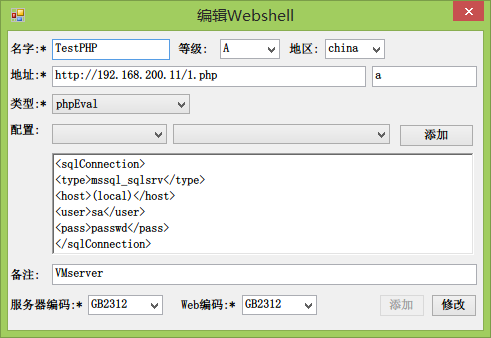 编辑Webshell
名字:* TestPHP 等级: A 地区: china
地址:* http://192.168.200.11/1.php a
类型:* phpEval
配置: 添加
<sqlConnection>
<type>mssql_sqlsrv</type>
<host>(local)</host>
<user>sa</user>
<pass>passwd</pass>
</sqlConnection>
备注: VMserver
服务器编码:* GB2312 Web编码:* GB2312 添加 修改